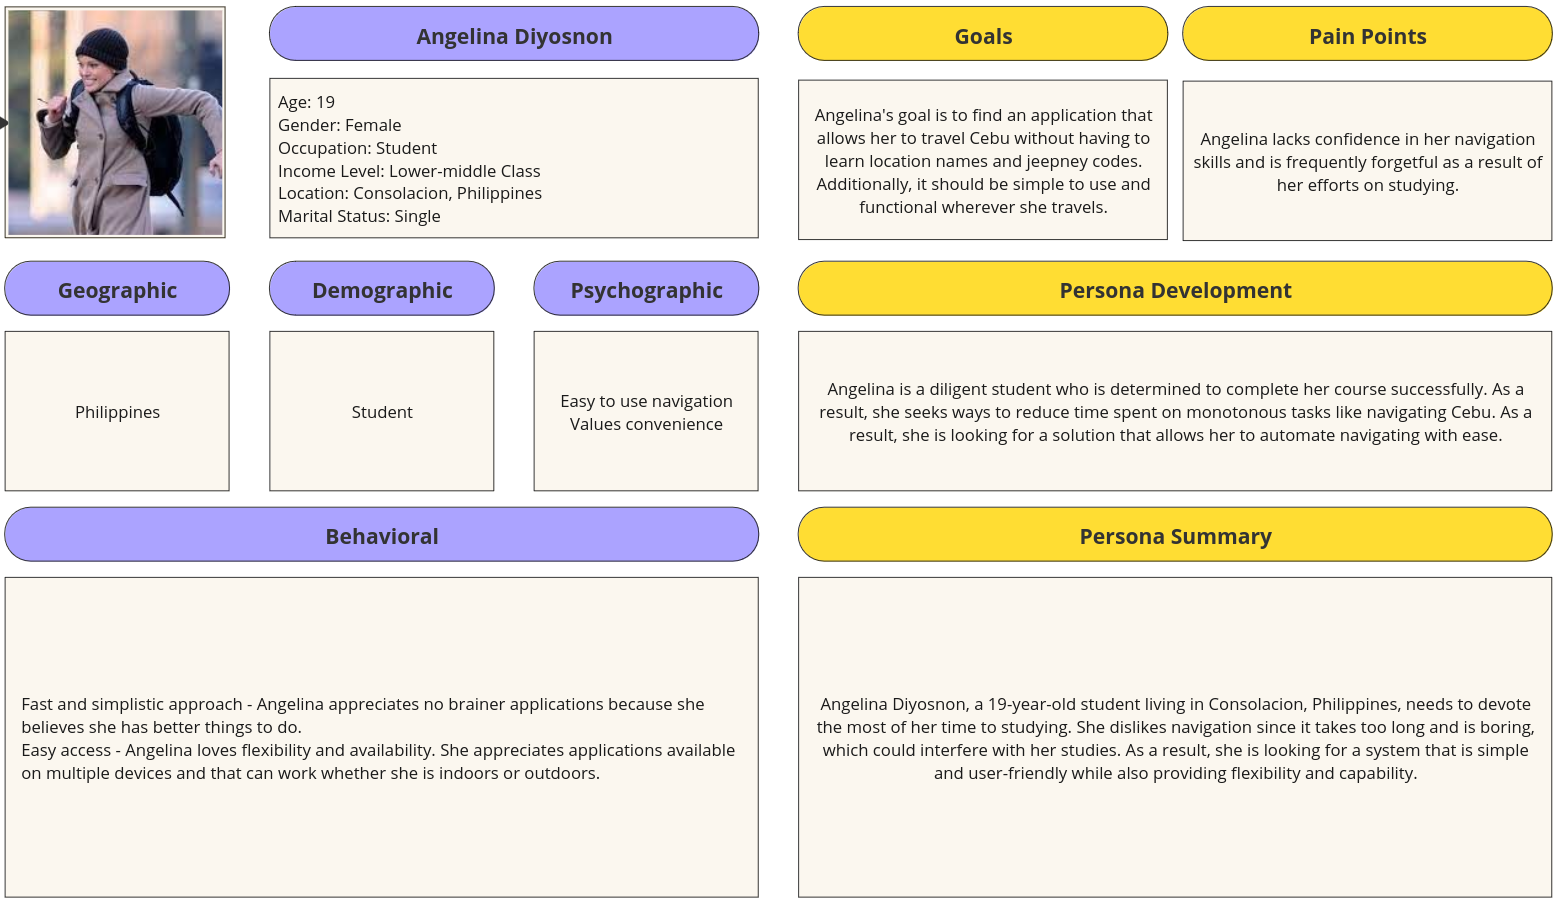 Angelina Diyosnon
Age: 19
Gender: Female
Occupation: Student
Income Level: Lower-middle Class
Location: Consolacion, Philippines
Marital Status: Single
Goals
Angelina's goal is to find an application that
allows her to travel Cebu without having to
learn location names and jeepney codes.
Additionally, it should be simple to use and
functional wherever she travels.
Pain Points
Angelina lacks confidence in her navigation
skills and is frequently forgetful as a result of
her efforts on studying.
Geographic
Philippines
Demographic
Student
Psychographic
Easy to use navigation
Values convenience
Persona Development
Angelina is a diligent student who is determined to complete her course successfully. As a
result, she seeks ways to reduce time spent on monotonous tasks like navigating Cebu. As a
result, she is looking for a solution that allows her to automate navigating with ease.
Behavioral
Fast and simplistic approach - Angelina appreciates no brainer applications because she
believes she has better things to do.
Easy access - Angelina loves flexibility and availability. She appreciates applications available
on multiple devices and that can work whether she is indoors or outdoors.
Persona Summary
Angelina Diyosnon, a 19-year-old student living in Consolacion, Philippines, needs to devote
the most of her time to studying. She dislikes navigation since it takes too long and is boring,
which could interfere with her studies. As a result, she is looking for a system that is simple
and user-friendly while also providing flexibility and capability.